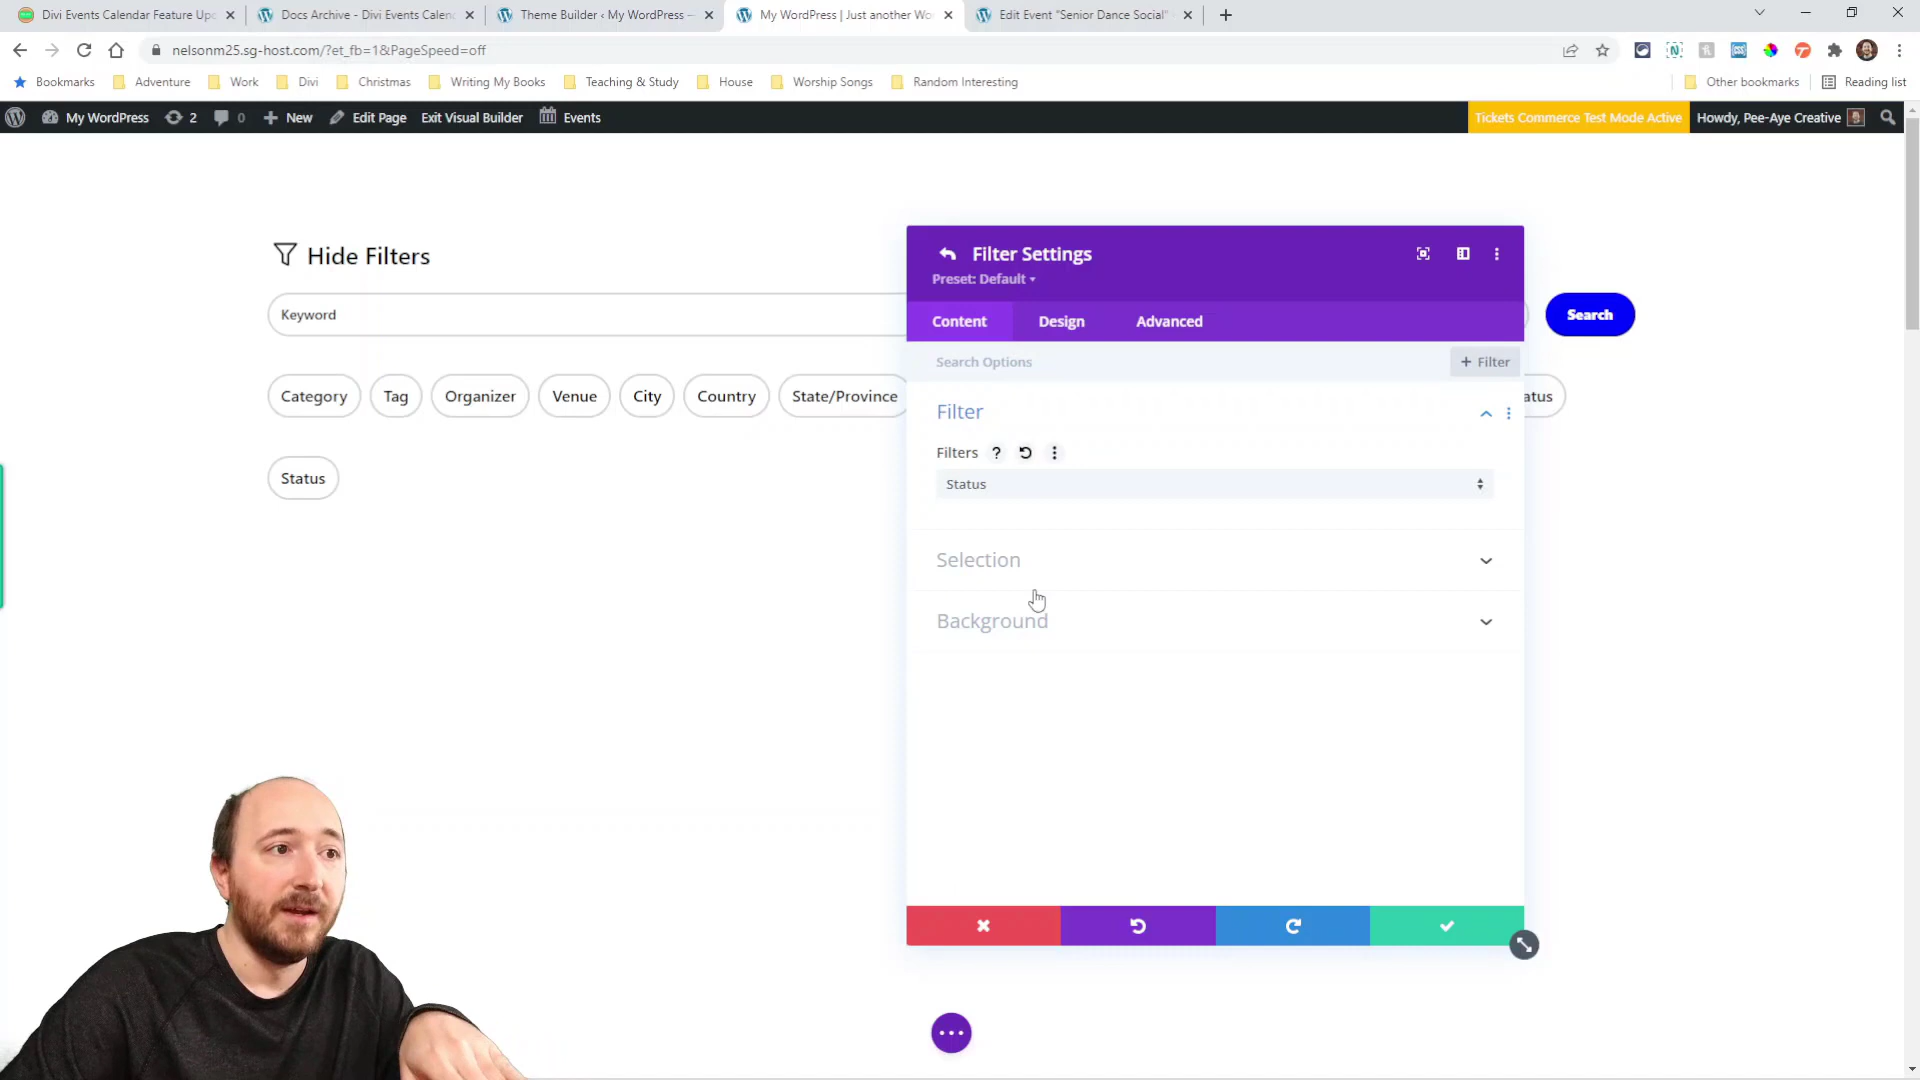 Divi Events Calendar Feature Upd
Docs Archive - Divi Events Calend
Theme Builder ‹ My WordPress —
My WordPress | Just another Wo
Edit Event "Senior Dance Social"
nelsonm25.sg-host.com/?et_fb=1&PageSpeed=off
Bookmarks
Adventure
Work
Divi
Christmas
Writing My Books
Teaching & Study
House
Worship Songs
Random Interesting
Other bookmarks
Reading list
My WordPress
2
0
New
Edit Page
Exit Visual Builder
Events
Tickets Commerce Test Mode Active
Howdy, Pee-Aye Creative
Hide Filters
Keyword
Search
Category
Tag
Organizer
Venue
City
Country
State/Province
atus
Status
Filter Settings
Preset: Default
Content
Design
Advanced
Search Options
+ Filter
Filter
Filters ?
Status
Selection
Background